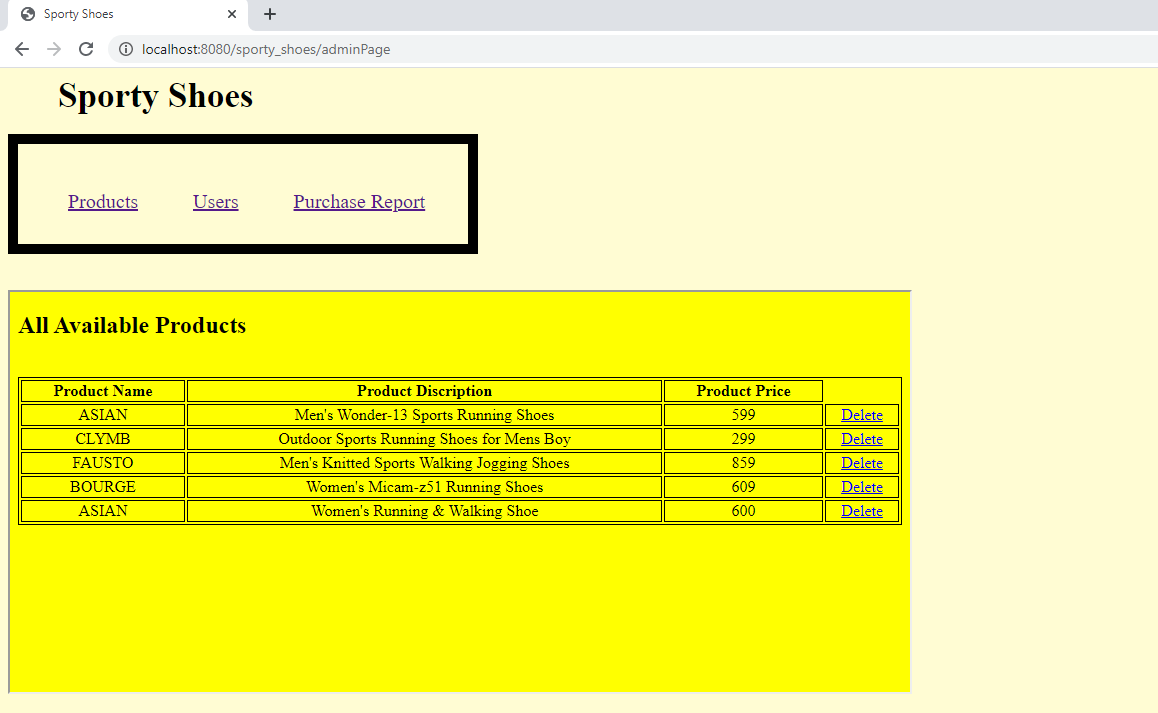 Sporty Shoes
localhost:8080/sporty_shoes/adminPage
Sporty Shoes
Products Users Purchase Report
All Available Products
Product Name Product Discription Product Price
ASIAN Men's Wonder-13 Sports Running Shoes 599 Delete
CLYMB Outdoor Sports Running Shoes for Mens Boy 299 Delete
FAUSTO Men's Knitted Sports Walking Jogging Shoes 859 Delete
BOURGE Women's Micam-z51 Running Shoes 609 Delete
ASIAN Women's Running & Walking Shoe 600 Delete